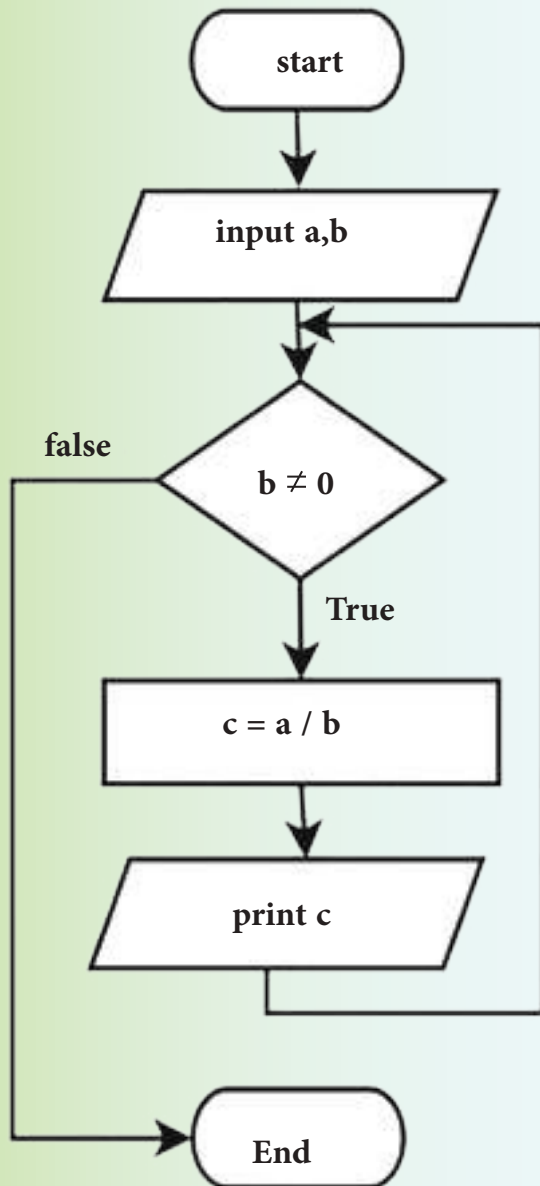 start
input a,b
b ≠ 0
false
True
c = a / b
print c
End